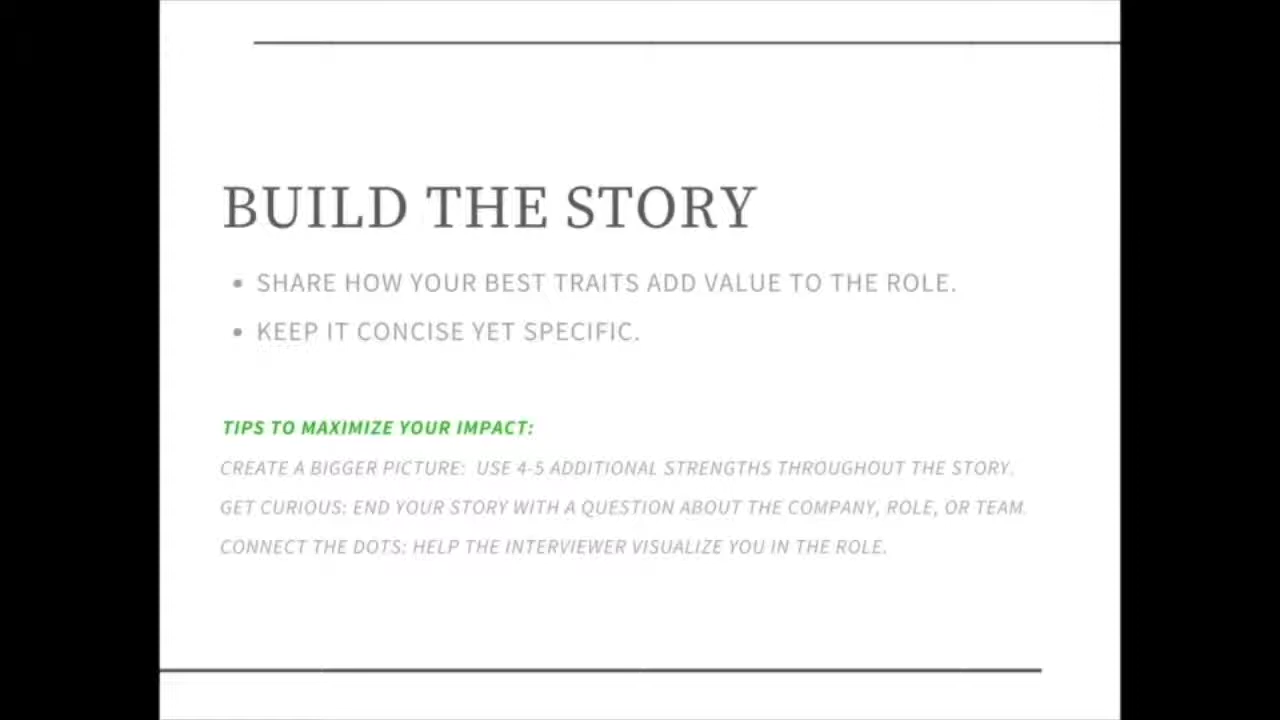 BUILD THE STORY
• SHARE HOW YOUR BEST TRAITS ADD VALUE TO THE ROLE.
• KEEP IT CONCISE YET SPECIFIC.
TIPS TO MAXIMIZE YOUR IMPACT:
CREATE A BIGGER PICTURE: USE 4-5 ADDITIONAL STRENGTHS THROUGHOUT THE STORY.
GET CURIOUS: END YOUR STORY WITH A QUESTION ABOUT THE COMPANY, ROLE, OR TEAM.
CONNECT THE DOTS: HELP THE INTERVIEWER VISUALIZE YOU IN THE ROLE.